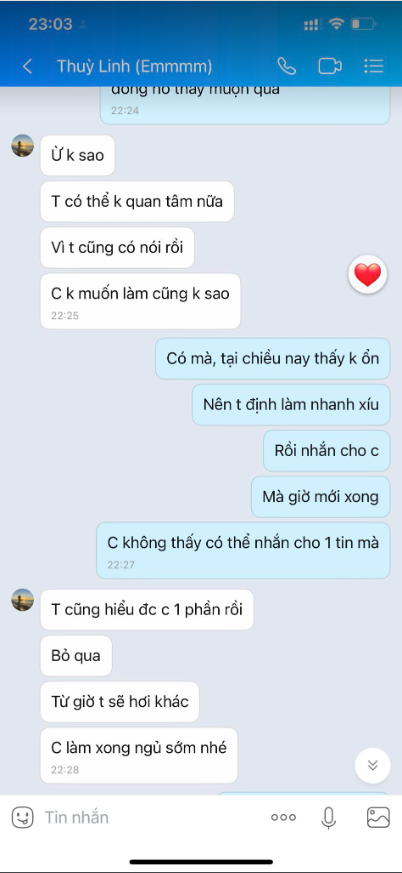 23:03
Thuỳ Linh (Emmmm)
đồng hồ thấy muộn quá
22:24
Ừ k sao
T có thể k quan tâm nữa
Vì t cũng có nói rồi
C k muốn làm cũng k sao
22:25
Có mà, tại chiều nay thấy k ổn
Nên t định làm nhanh xíu
Rồi nhắn cho c
Mà giờ mới xong
C không thấy có thể nhắn cho 1 tin mà
22:27
T cũng hiểu đc c 1 phần rồi
Bỏ qua
Từ giờ t sẽ hơi khác
C làm xong ngủ sớm nhé
22:28
Tin nhắn